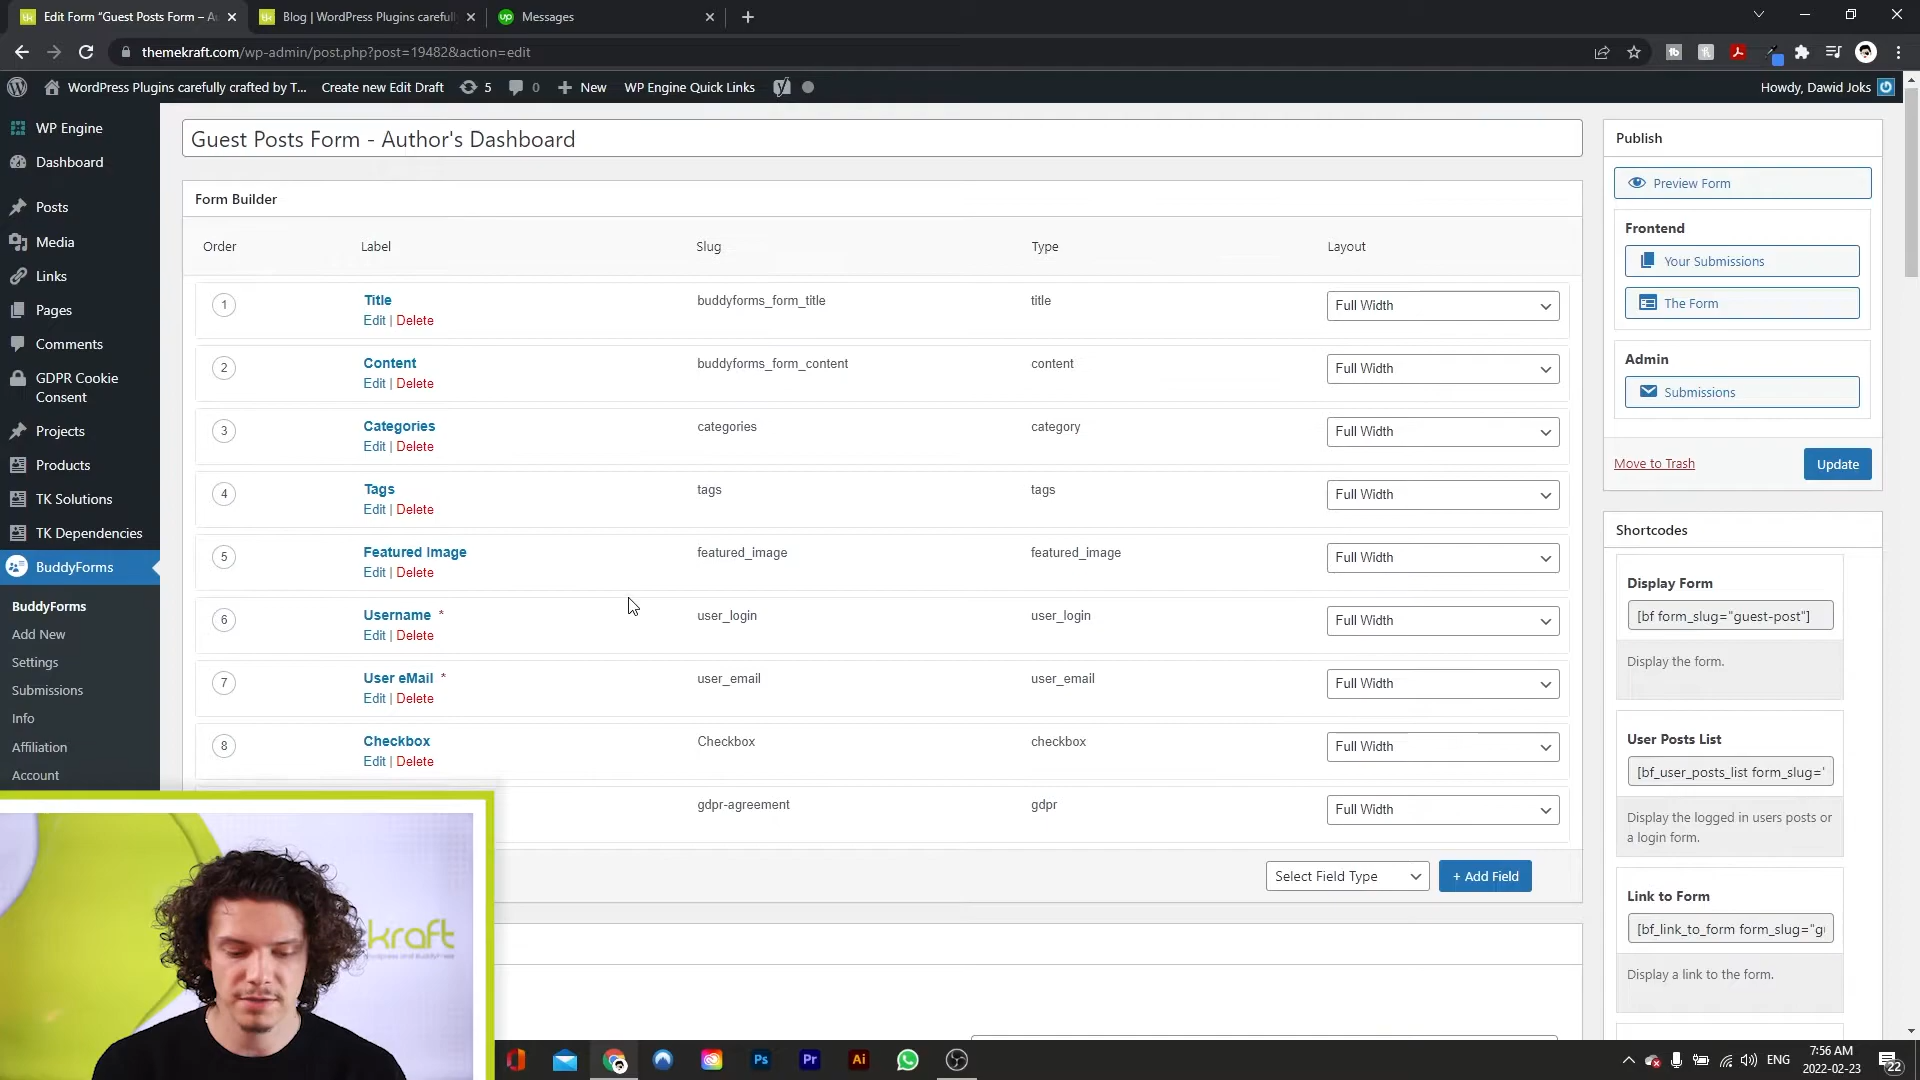 Edit Form "Guest Posts Form – Au
Blog | WordPress Plugins carefully
Messages
themekraft.com/wp-admin/post.php?post=19482&action=edit
WordPress Plugins carefully crafted by T...
Create new Edit Draft
5
0
New
WP Engine Quick Links
Howdy, Dawid Joks
WP Engine
Dashboard
Posts
Media
Links
Pages
Comments
GDPR Cookie
Consent
Projects
Products
TK Solutions
TK Dependencies
BuddyForms
BuddyForms
Add New
Settings
Submissions
Info
Affiliation
Account
Guest Posts Form - Author's Dashboard
Form Builder
Order Label Slug Type Layout
1 Title buddyforms_form_title title Full Width
Edit | Delete
2 Content buddyforms_form_content content Full Width
Edit | Delete
3 Categories categories category Full Width
Edit | Delete
4 Tags tags tags Full Width
Edit | Delete
5 Featured Image featured_image featured_image Full Width
Edit | Delete
6 Username * user_login user_login Full Width
Edit | Delete
7 User eMail * user_email user_email Full Width
Edit | Delete
8 Checkbox Checkbox checkbox Full Width
Edit | Delete
gdpr-agreement gdpr Full Width
Select Field Type
+ Add Field
Publish
Preview Form
Frontend
Your Submissions
The Form
Admin
Submissions
Move to Trash
Update
Shortcodes
Display Form
[bf form_slug="guest-post"]
Display the form.
User Posts List
[bf_user_posts_list form_slug='
Display the logged in users posts or
a login form.
Link to Form
[bf_link_to_form form_slug="g
Display a link to the form.
kraft
Ps
Pr
Ai
ENG
7:56 AM
2022-02-23
22